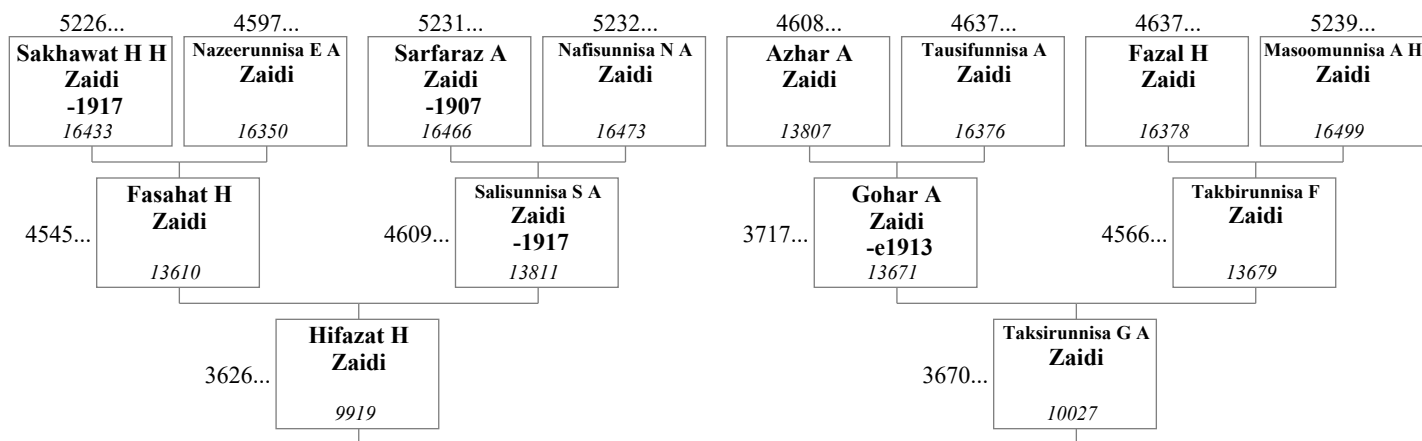 5226... 4597... 5231... 5232... 4608... 4637... 4637... 5239...
Sakhawat H H
Zaidi
-1917
16433
Nazeerunnisa E A
Zaidi
16350
Sarfaraz A
Zaidi
-1907
16466
Nafisunnisa N A
Zaidi
16473
Azhar A
Zaidi
13807
Tausifunnisa A
Zaidi
16376
Fazal H
Zaidi
16378
Masoomunnisa A H
Zaidi
16499
4545...
Fasahat H
Zaidi
13610
4609...
Salisunnisa S A
Zaidi
-1917
13811
3717...
Gohar A
Zaidi
-e1913
13671
4566...
Takbirunnisa F
Zaidi
13679
3626...
Hifazat H
Zaidi
9919
3670...
Taksirunnisa G A
Zaidi
10027